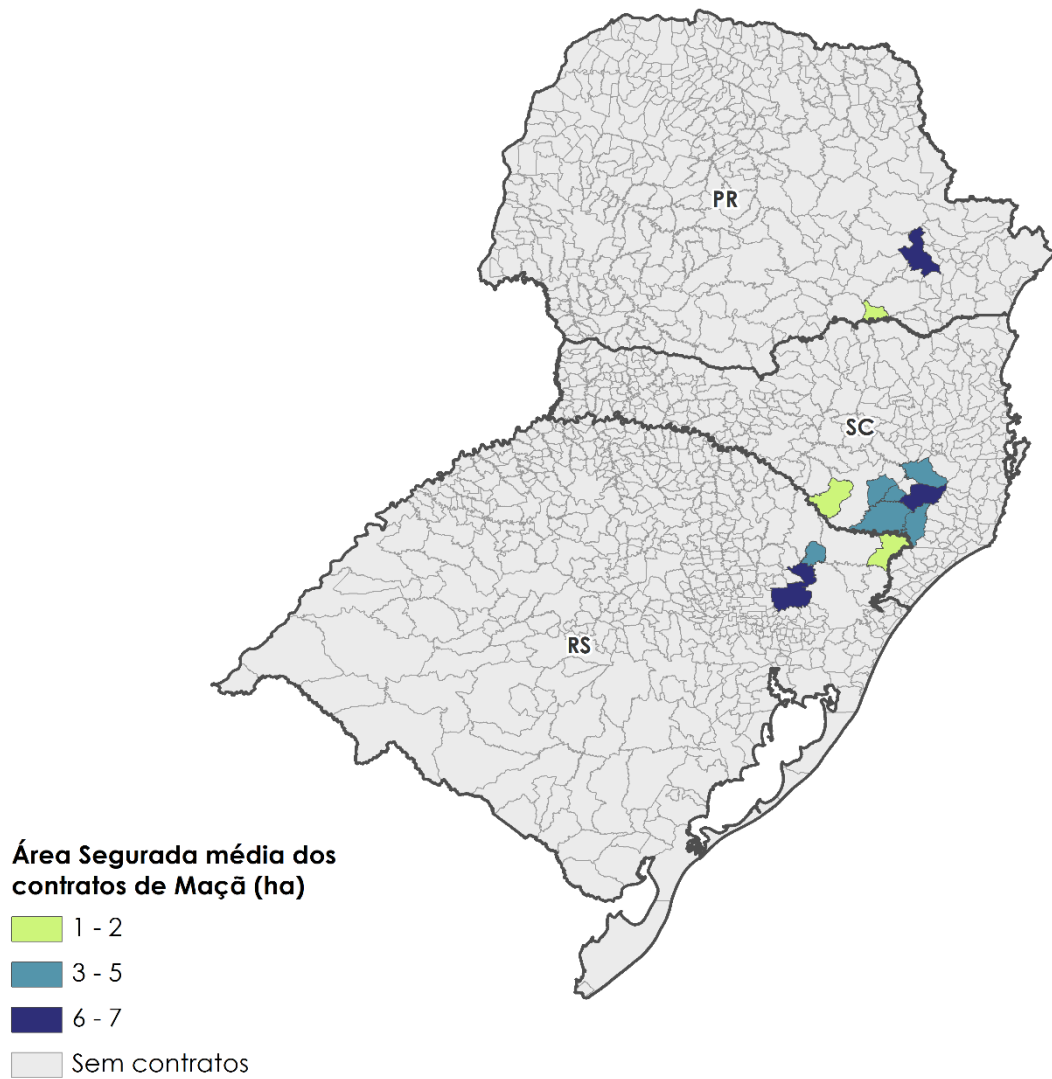 PR
SC
RS
Área Segurada média dos
contratos de Maçã (ha)
1 - 2
3 - 5
6 - 7
Sem contratos